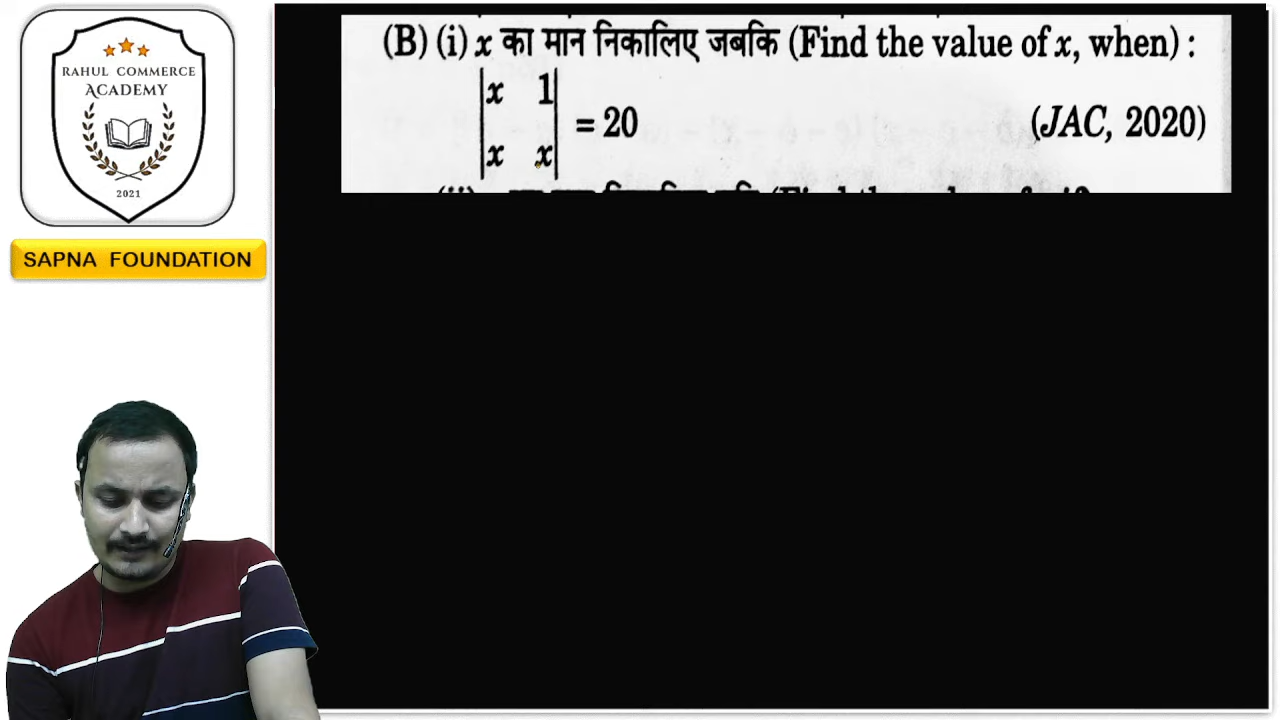 RAHUL COMMERCE
ACADEMY
2021
SAPNA FOUNDATION
(B) (i) x का मान निकालिए जबकि (Find the value of x, when) :
x 1
= 20 (JAC, 2020)
x x